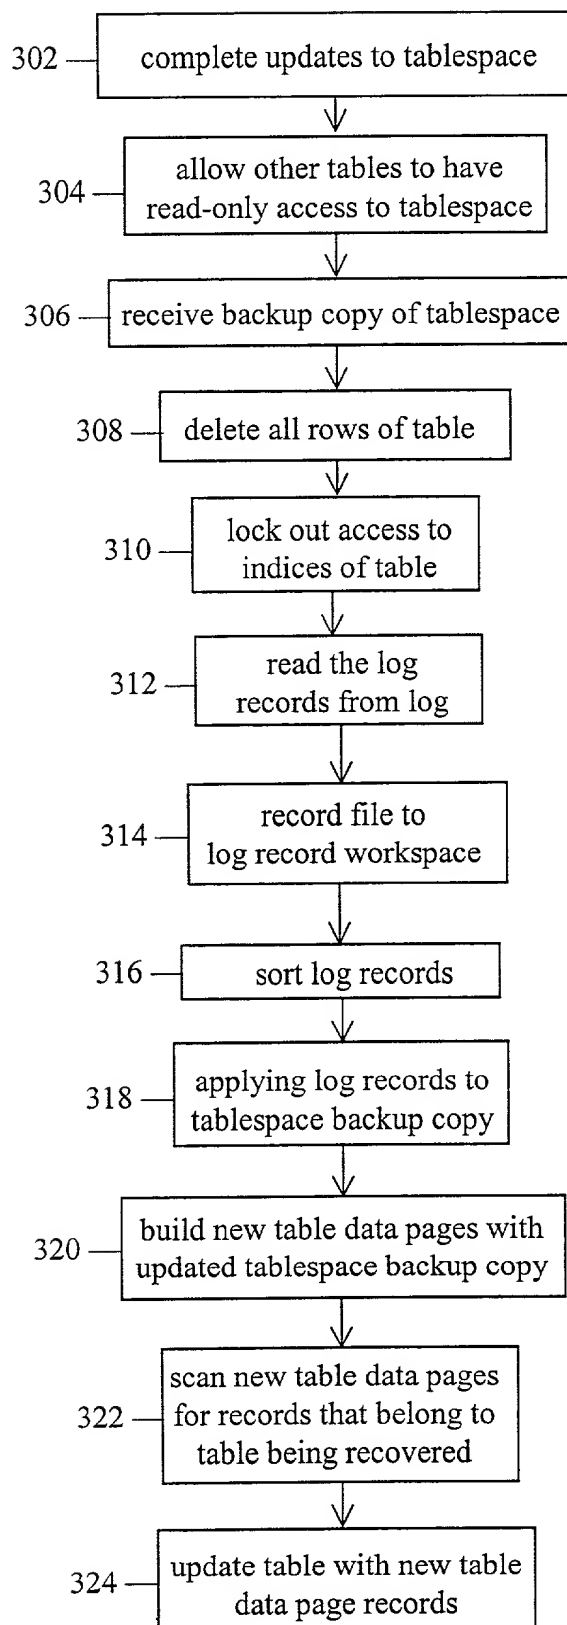 302
complete updates to tablespace
304
allow other tables to have
read-only access to tablespace
306
receive backup copy of tablespace
308
delete all rows of table
310
lock out access to
indices of table
312
read the log
records from log
314
record file to
log record workspace
316
sort log records
318
applying log records to
tablespace backup copy
320
build new table data pages with
updated tablespace backup copy
322
scan new table data pages
for records that belong to
table being recovered
324
update table with new table
data page records